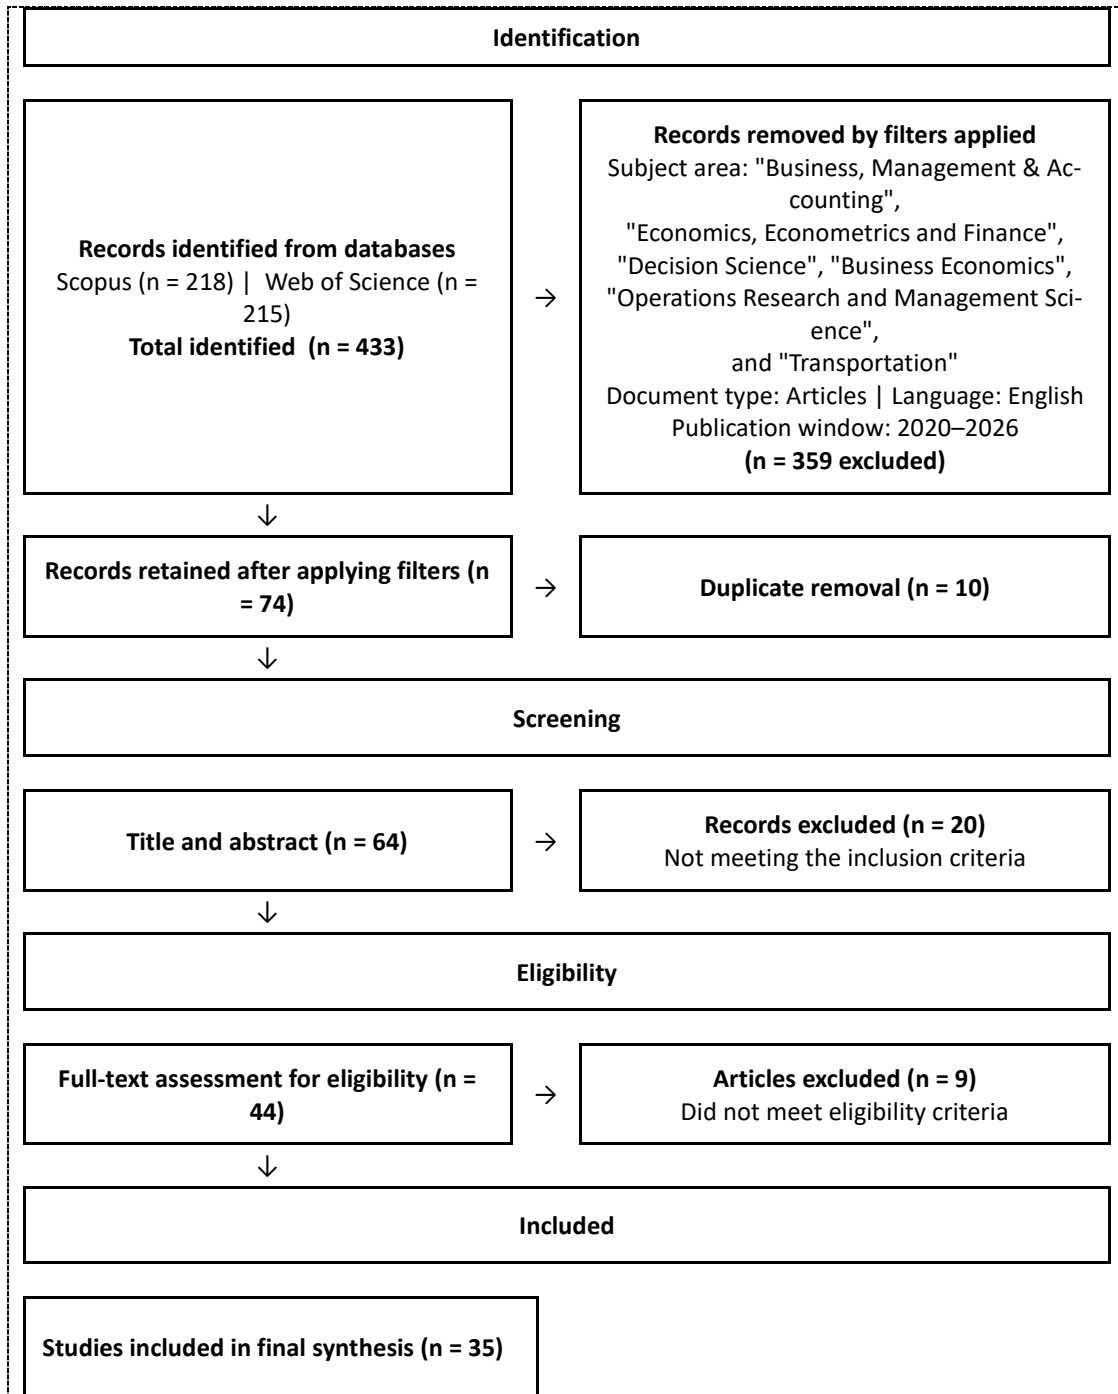 Identification
Records identified from databases
Scopus (n = 218) | Web of Science (n =
215)
Total identified (n = 433)
→
Records removed by filters applied
Subject area: "Business, Management & Ac-
counting",
"Economics, Econometrics and Finance",
"Decision Science", "Business Economics",
"Operations Research and Management Sci-
ence",
and "Transportation"
Document type: Articles | Language: English
Publication window: 2020–2026
(n = 359 excluded)
↓
Records retained after applying filters (n
= 74)
→
Duplicate removal (n = 10)
↓
Screening
Title and abstract (n = 64)
→
Records excluded (n = 20)
Not meeting the inclusion criteria
↓
Eligibility
Full-text assessment for eligibility (n =
44)
→
Articles excluded (n = 9)
Did not meet eligibility criteria
↓
Included
Studies included in final synthesis (n = 35)